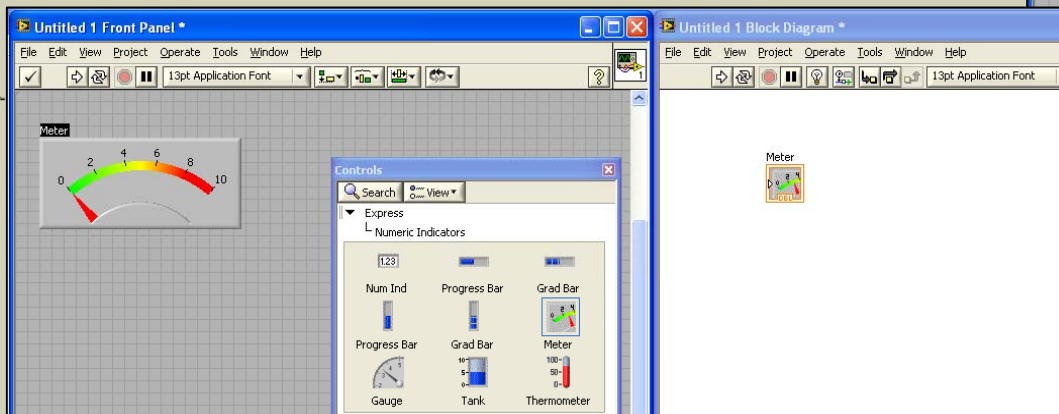 Untitled 1 Front Panel *
File Edit View Project Operate Tools Window Help
13pt Application Font
1
Meter
0 2 4 6 8 10
Controls
Search View
Express
Numeric Indicators
1.23
Num Ind Progress Bar Grad Bar
Progress Bar Grad Bar Meter
Gauge Tank Thermometer
Untitled 1 Block Diagram *
File Edit View Project Operate Tools Window Help
13pt Application Font
Meter
DBL